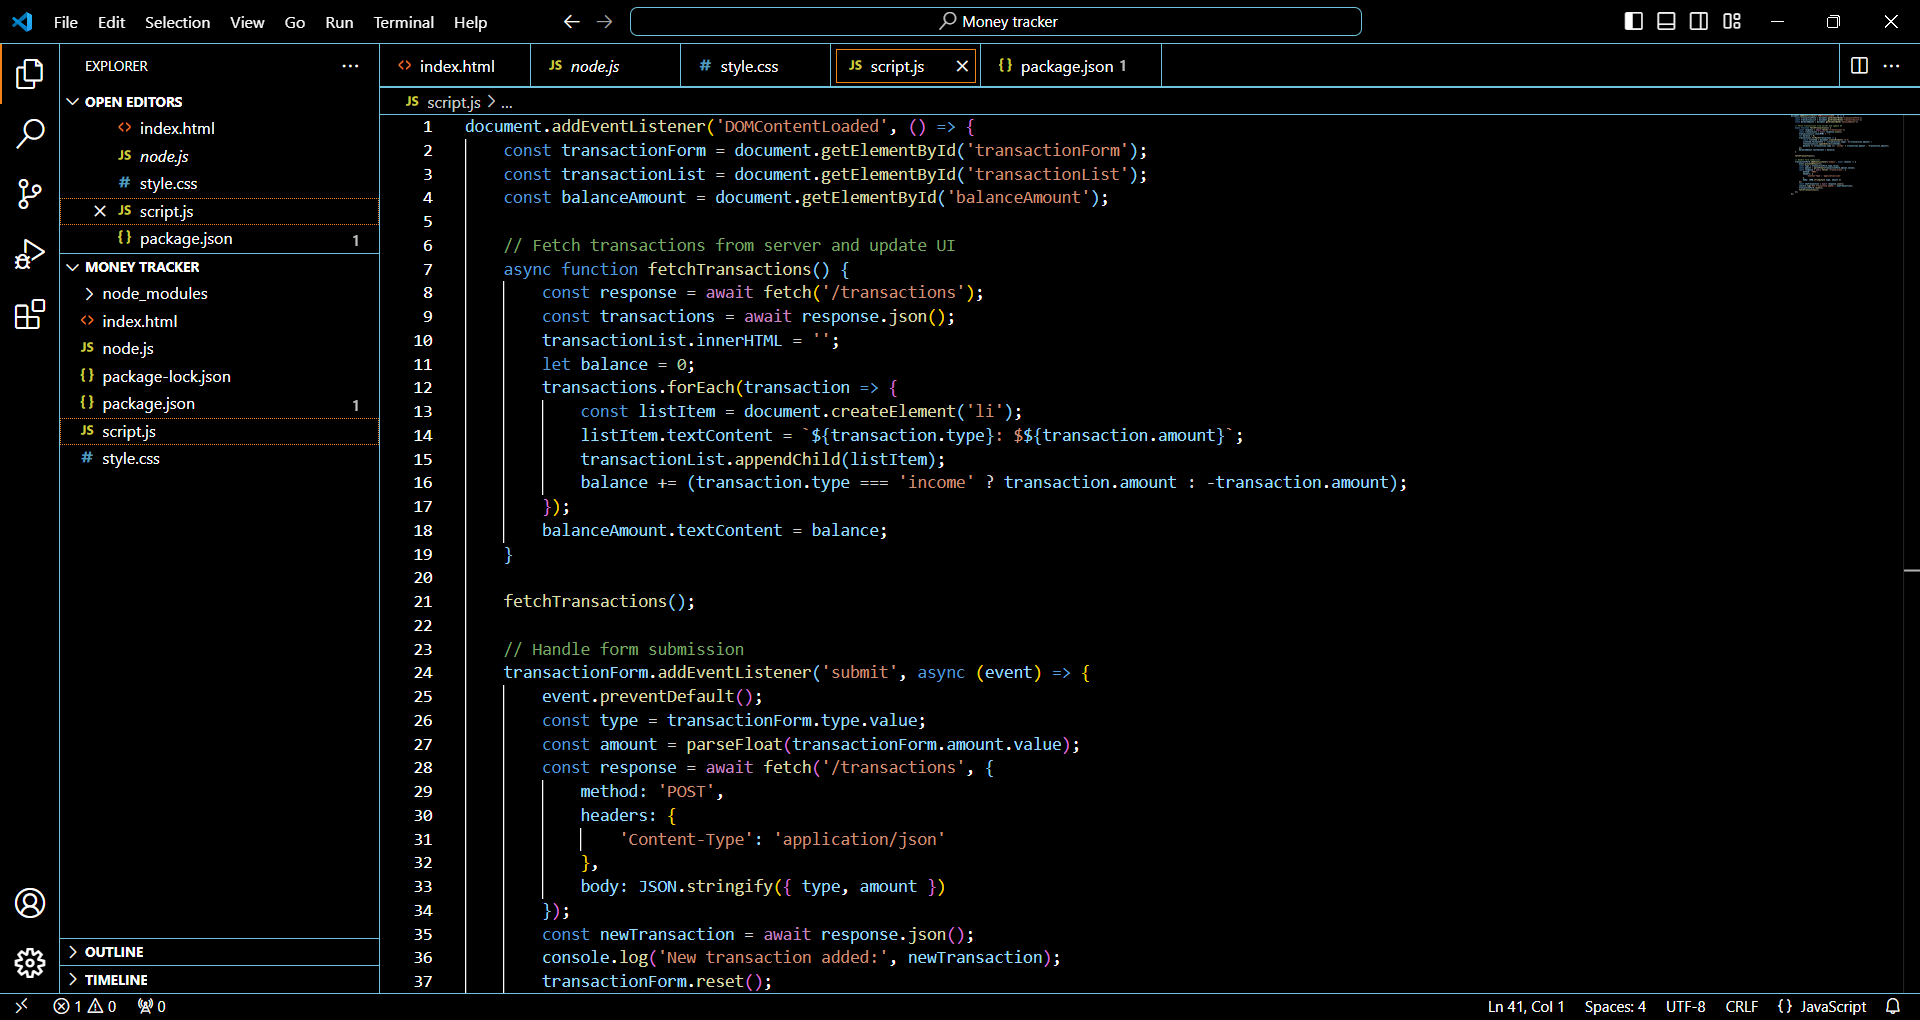 File Edit Selection View Go Run Terminal Help
Money tracker
EXPLORER
OPEN EDITORS
index.html
node.js
style.css
script.js
package.json 1
MONEY TRACKER
node_modules
index.html
node.js
package-lock.json
package.json 1
script.js
style.css
OUTLINE
TIMELINE
index.html node.js style.css script.js package.json 1
script.js > ...
1 document.addEventListener('DOMContentLoaded', () => {
2 const transactionForm = document.getElementById('transactionForm');
3 const transactionList = document.getElementById('transactionList');
4 const balanceAmount = document.getElementById('balanceAmount');
5
6 // Fetch transactions from server and update UI
7 async function fetchTransactions() {
8 const response = await fetch('/transactions');
9 const transactions = await response.json();
10 transactionList.innerHTML = '';
11 let balance = 0;
12 transactions.forEach(transaction => {
13 const listItem = document.createElement('li');
14 listItem.textContent = `${transaction.type}: $${transaction.amount}`;
15 transactionList.appendChild(listItem);
16 balance += (transaction.type === 'income' ? transaction.amount : -transaction.amount);
17 });
18 balanceAmount.textContent = balance;
19 }
20
21 fetchTransactions();
22
23 // Handle form submission
24 transactionForm.addEventListener('submit', async (event) => {
25 event.preventDefault();
26 const type = transactionForm.type.value;
27 const amount = parseFloat(transactionForm.amount.value);
28 const response = await fetch('/transactions', {
29 method: 'POST',
30 headers: {
31 'Content-Type': 'application/json'
32 },
33 body: JSON.stringify({ type, amount })
34 });
35 const newTransaction = await response.json();
36 console.log('New transaction added:', newTransaction);
37 transactionForm.reset();
1 0 0
Ln 41, Col 1 Spaces: 4 UTF-8 CRLF {} JavaScript